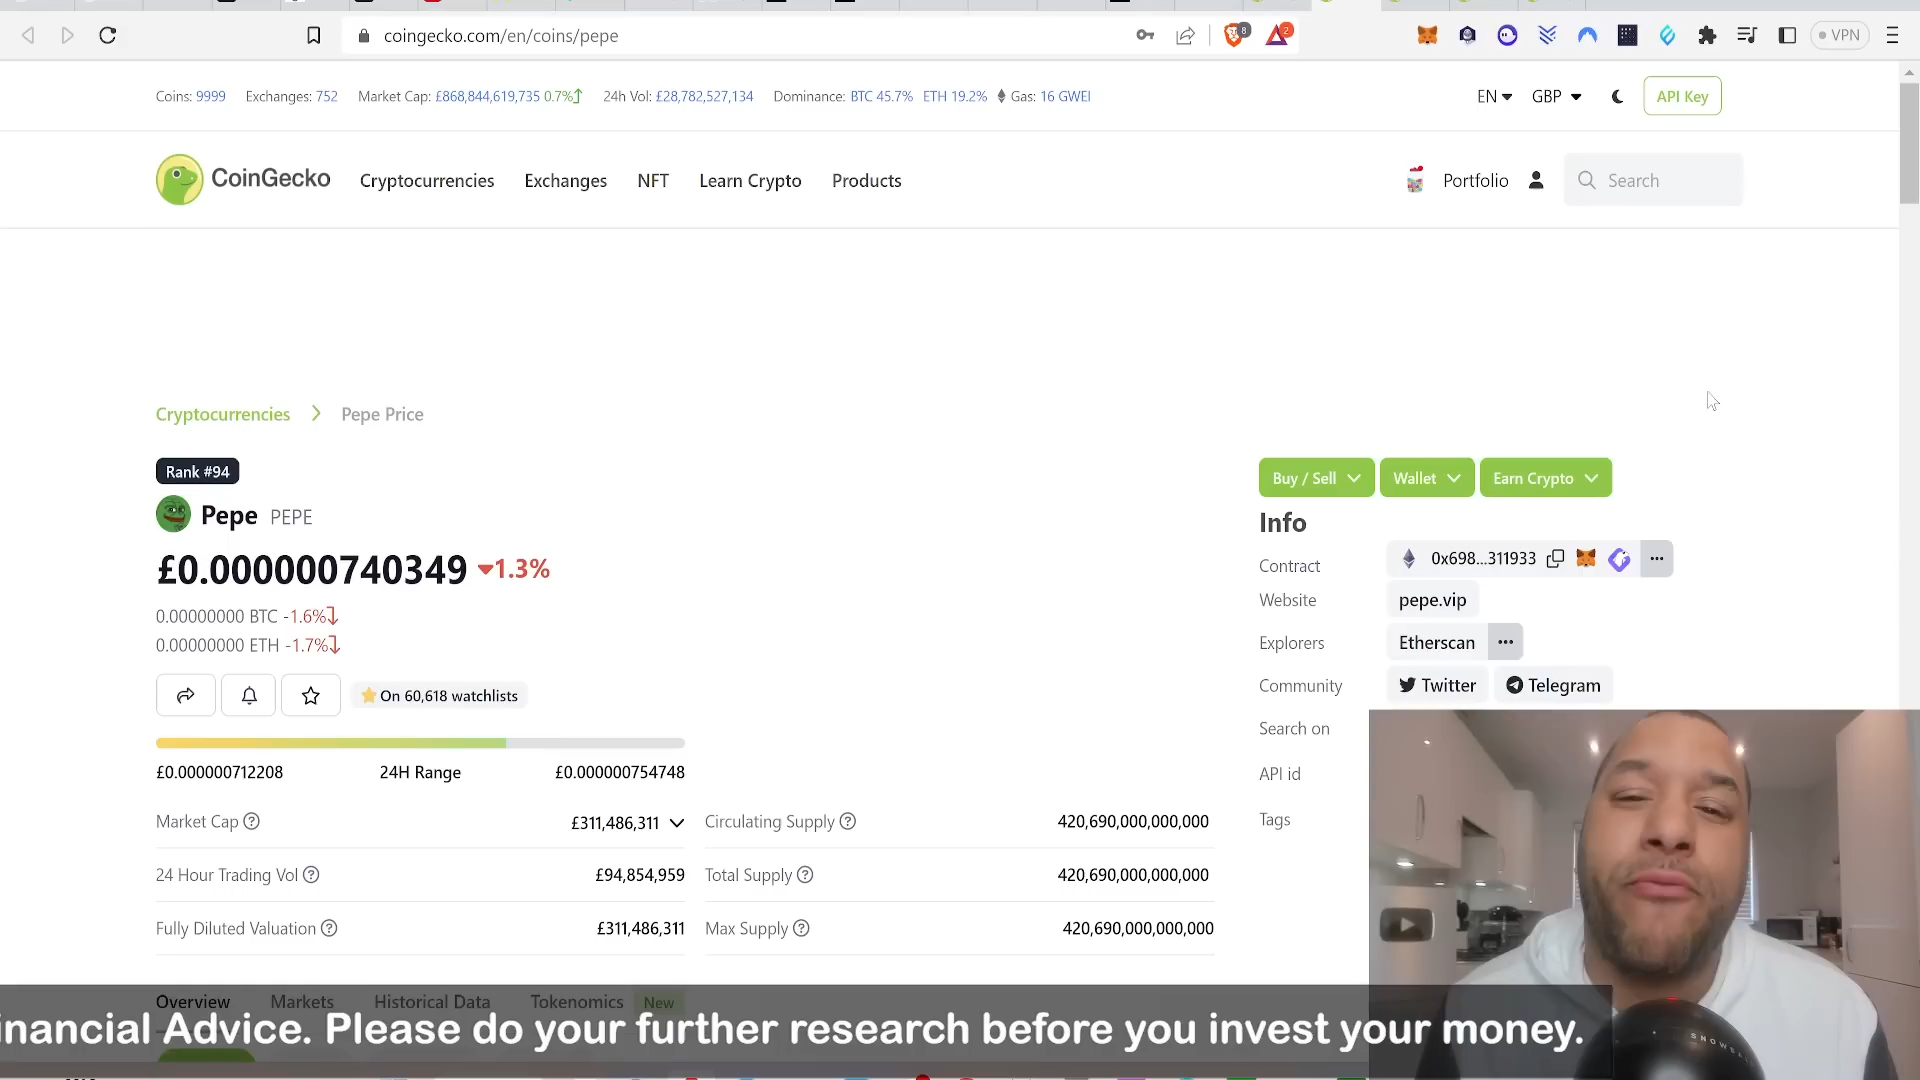 coingecko.com/en/coins/pepe
8
2
VPN
Coins: 9999 Exchanges: 752 Market Cap: £868,844,619,735 0.7% 24h Vol: £28,782,527,134 Dominance: BTC 45.7% ETH 19.2% Gas: 16 GWEI
EN GBP API Key
CoinGecko Cryptocurrencies Exchanges NFT Learn Crypto Products
Portfolio Search
Cryptocurrencies Pepe Price
Rank #94
Pepe PEPE
£0.000000740349 1.3%
0.00000000 BTC -1.6%
0.00000000 ETH -1.7%
On 60,618 watchlists
£0.000000712208 24H Range £0.000000754748
Market Cap £311,486,311
24 Hour Trading Vol £94,854,959
Fully Diluted Valuation £311,486,311
Circulating Supply 420,690,000,000,000
Total Supply 420,690,000,000,000
Max Supply 420,690,000,000,000
Buy / Sell Wallet Earn Crypto
Info
Contract 0x698...311933
Website pepe.vip
Explorers Etherscan
Community Twitter Telegram
Search on
API id
Tags
Overview Markets Historical Data Tokenomics New
inancial Advice. Please do your further research before you invest your money.